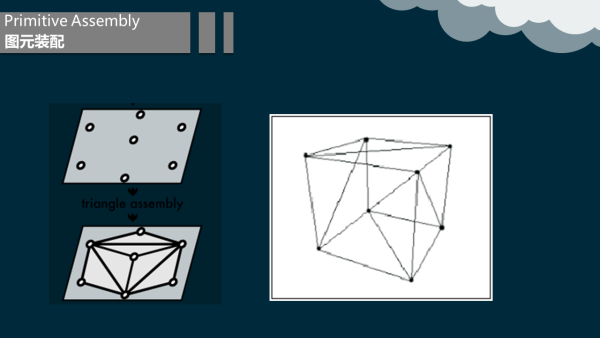 Primitive Assembly
图元装配
triangle assembly